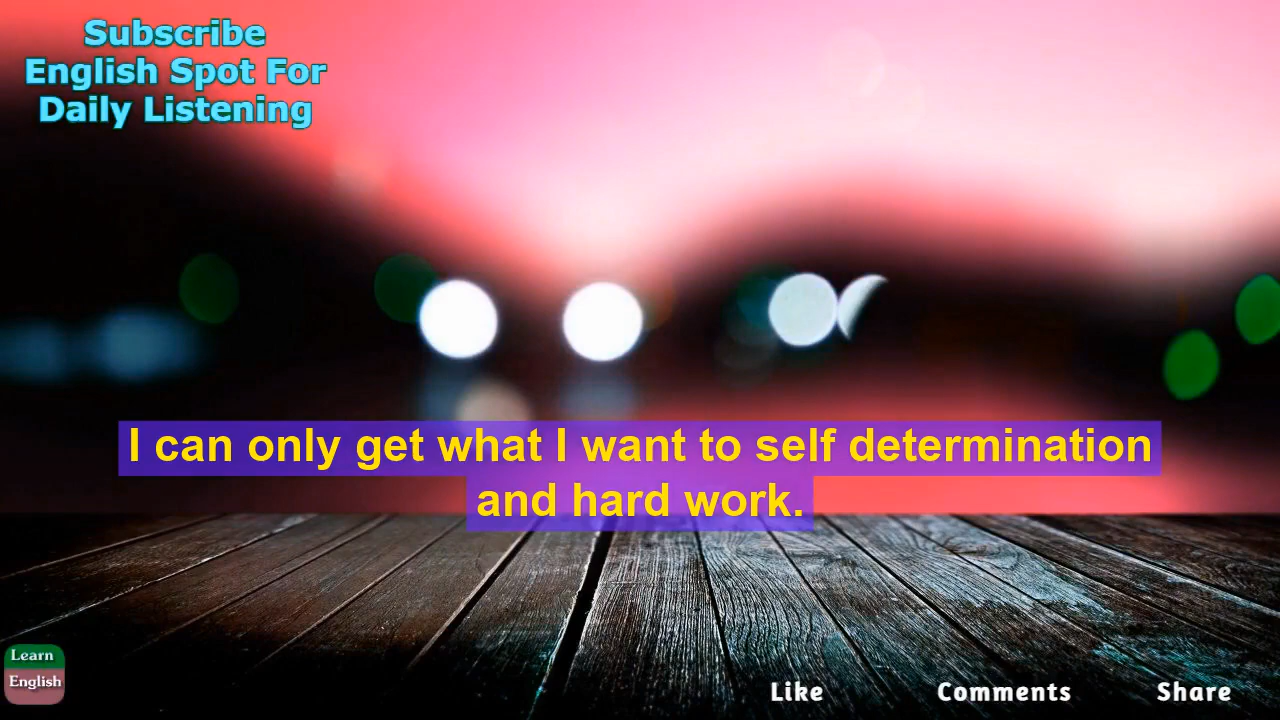 Subscribe
English Spot For
Daily Listening
I can only get what I want to self determination
and hard work.
Learn
English
Like Comments Share